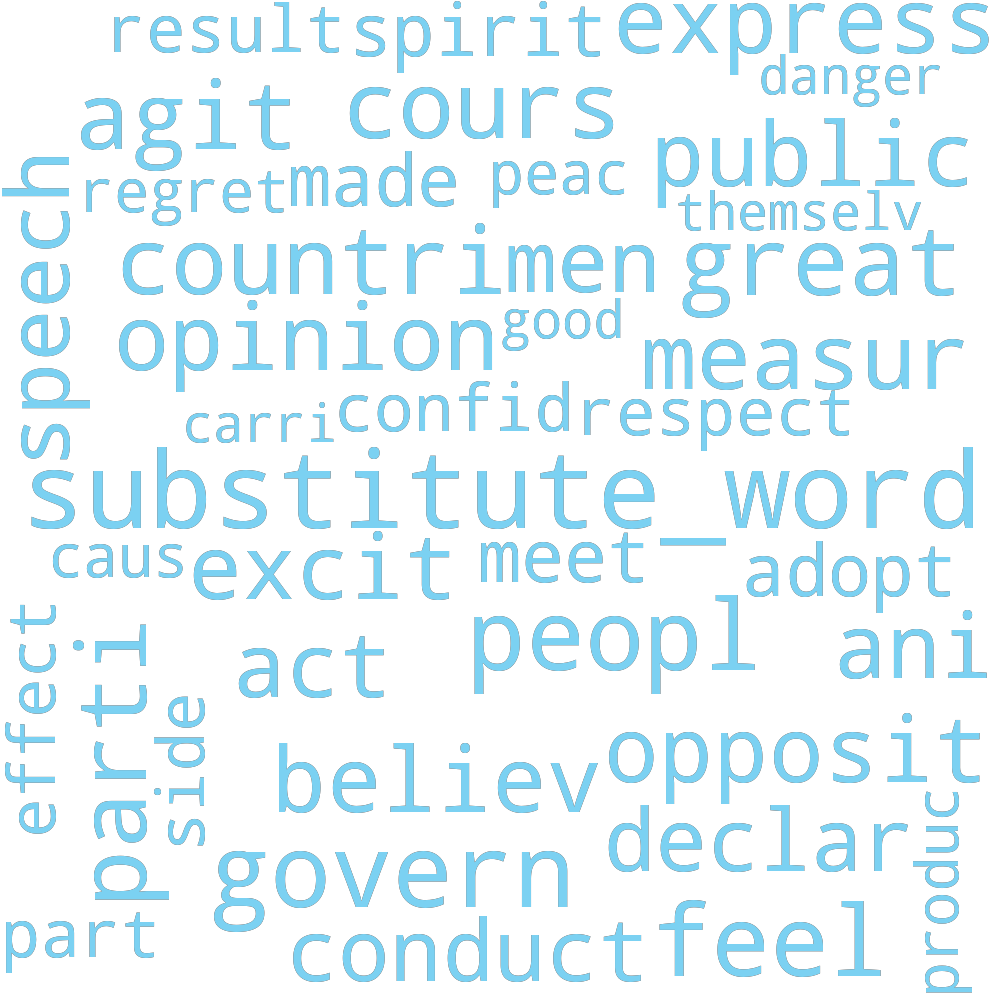 result spirit express
danger
agit cours public
regret made peac
themselv
speech
countri men great
opinion good measur
carri confid respect
substitute_word
caus excit meet adopt
effect
parti
act peopl ani
side
believ opposit
declar
produc
govern
part conduct feel